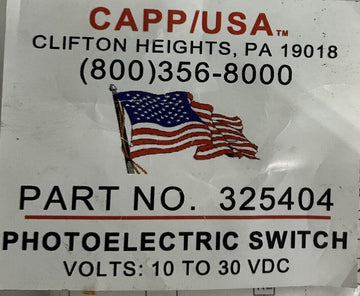 CAPP/USA™
CLIFTON HEIGHTS, PA 19018
(800)356-8000
PART NO. 325404
PHOTOELECTRIC SWITCH
VOLTS: 10 TO 30 VDC